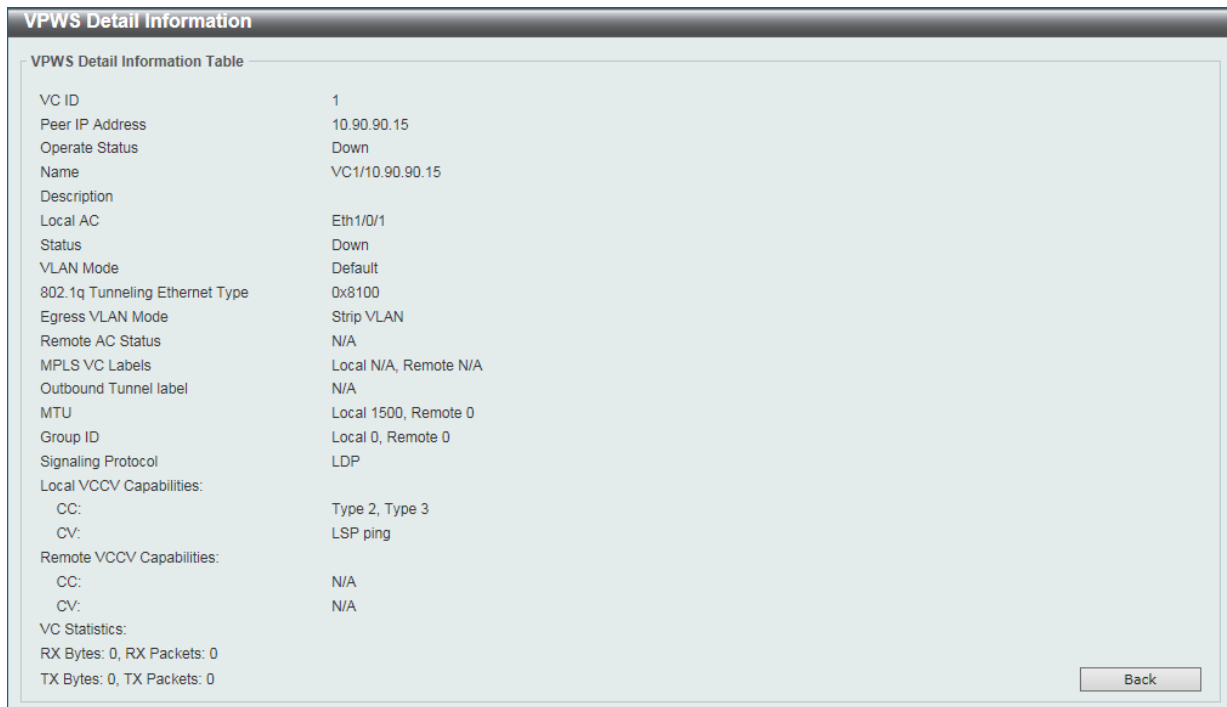 VPWS Detail Information
VPWS Detail Information Table
VC ID 1
Peer IP Address 10.90.90.15
Operate Status Down
Name VC1/10.90.90.15
Description
Local AC Eth1/0/1
Status Down
VLAN Mode Default
802.1q Tunneling Ethernet Type 0x8100
Egress VLAN Mode Strip VLAN
Remote AC Status N/A
MPLS VC Labels Local N/A, Remote N/A
Outbound Tunnel label N/A
MTU Local 1500, Remote 0
Group ID Local 0, Remote 0
Signaling Protocol LDP
Local VCCV Capabilities:
CC: Type 2, Type 3
CV: LSP ping
Remote VCCV Capabilities:
CC: N/A
CV: N/A
VC Statistics:
RX Bytes: 0, RX Packets: 0
TX Bytes: 0, TX Packets: 0
Back